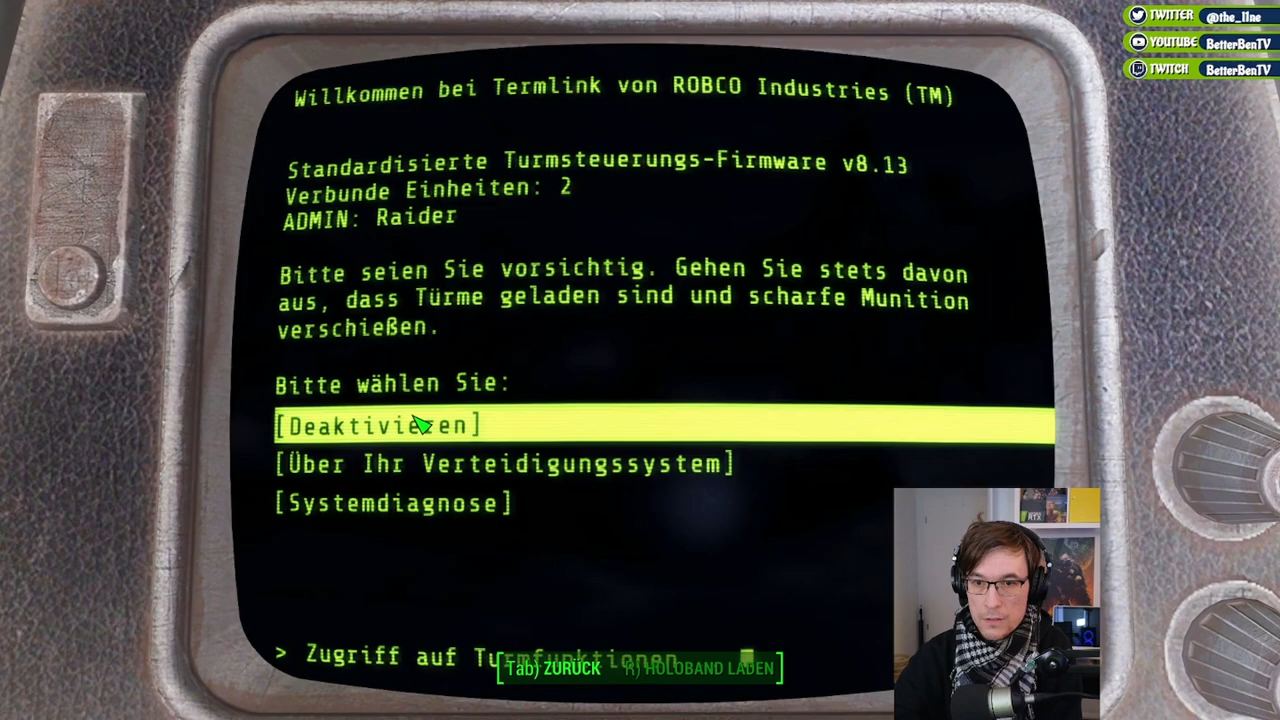 TWITTER @the_l1ne
YOUTUBE BetterBenTV
TWITCH BetterBenTV
Willkommen bei Termlink von ROBCO Industries (TM)
Standardisierte Turmsteuerungs-Firmware v8.13
Verbunde Einheiten: 2
ADMIN: Raider
Bitte seien Sie vorsichtig. Gehen Sie stets davon
aus, dass Türme geladen sind und scharfe Munition
verschießen.
Bitte wählen Sie:
[Deaktivieren]
[Über Ihr Verteidigungssystem]
[Systemdiagnose]
> Zugriff auf Turmfunktionen
Tab) ZURÜCK R) HOLOBAND LADEN